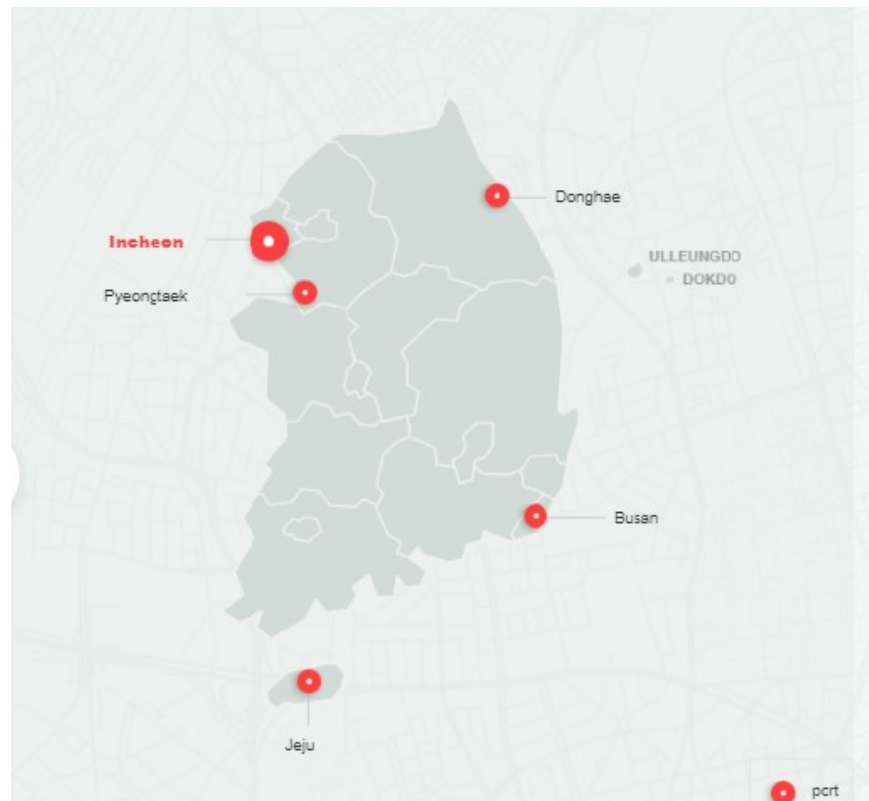 Donghae
Incheon
ULLEUNGDO
DOKDO
Pyeongtaek
Busan
Jeju
port